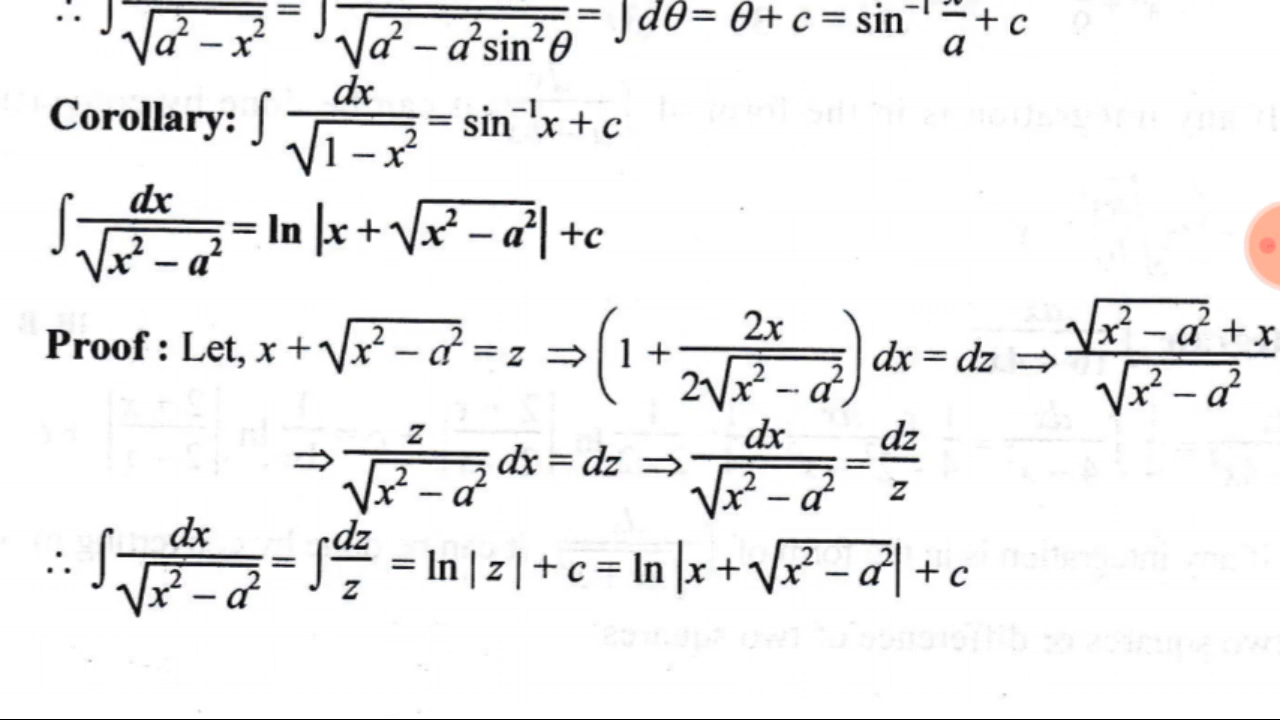 ∴ ∫ dx/√(a² – x²) = ∫ /√(a² – a²sin²θ) = ∫dθ = θ + c = sin⁻¹ x/a + c
Corollary: ∫ dx/√(1 – x²) = sin⁻¹x + c
∫ dx/√(x² – a²) = ln |x + √(x² – a²)| +c
Proof : Let, x + √(x² – a²) = z ⇒ (1 + 2x/(2√(x² – a²))) dx = dz ⇒ (√(x² – a²) + x)/√(x² – a²)
⇒ z/√(x² – a²) dx = dz ⇒ dx/√(x² – a²) = dz/z
∴ ∫ dx/√(x² – a²) = ∫ dz/z = ln | z | + c = ln |x + √(x² – a²)| + c